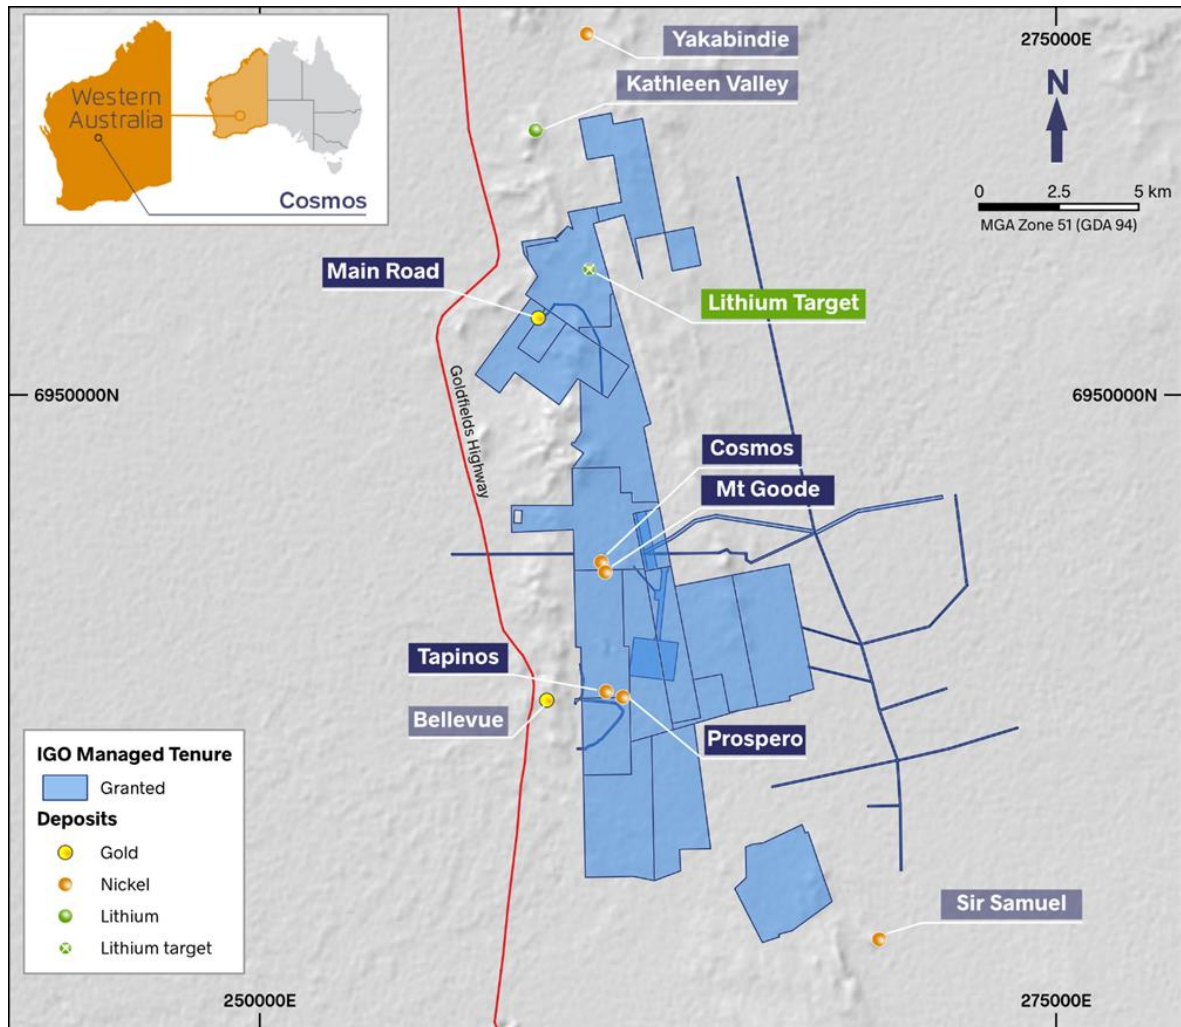 Western
Australia
Cosmos
Yakabindie
Kathleen Valley
275000E
N
0 2.5 5 km
MGA Zone 51 (GDA 94)
Main Road
Lithium Target
6950000N
6950000N
Goldfields Highway
Cosmos
Mt Goode
Tapinos
Bellevue
Prospero
Sir Samuel
IGO Managed Tenure
Granted
Deposits
Gold
Nickel
Lithium
Lithium target
250000E
275000E